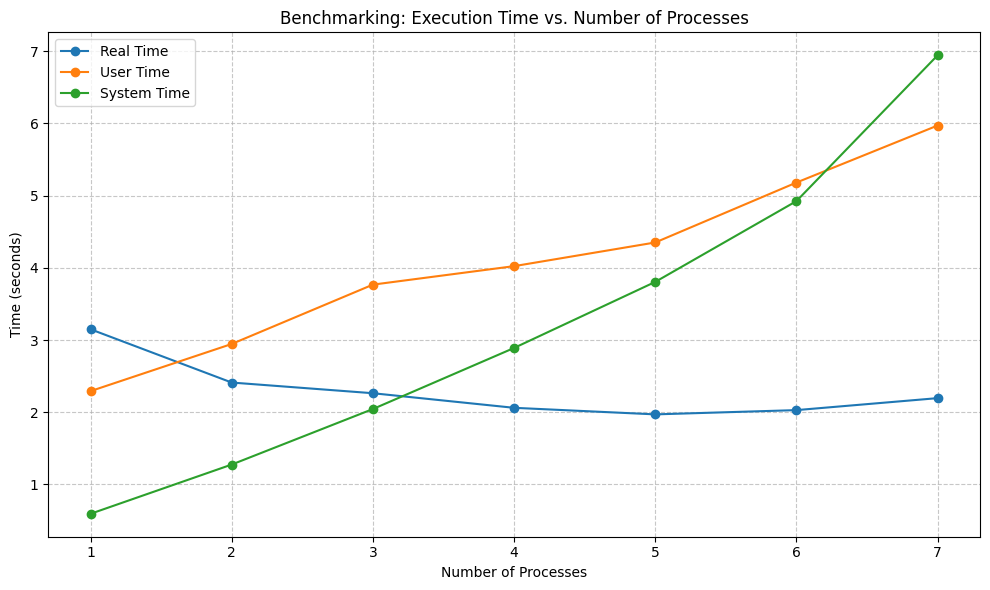 Benchmarking: Execution Time vs. Number of Processes
Real Time
User Time
System Time
7
6
5
4
3
2
1
Time (seconds)
1 2 3 4 5 6 7
Number of Processes